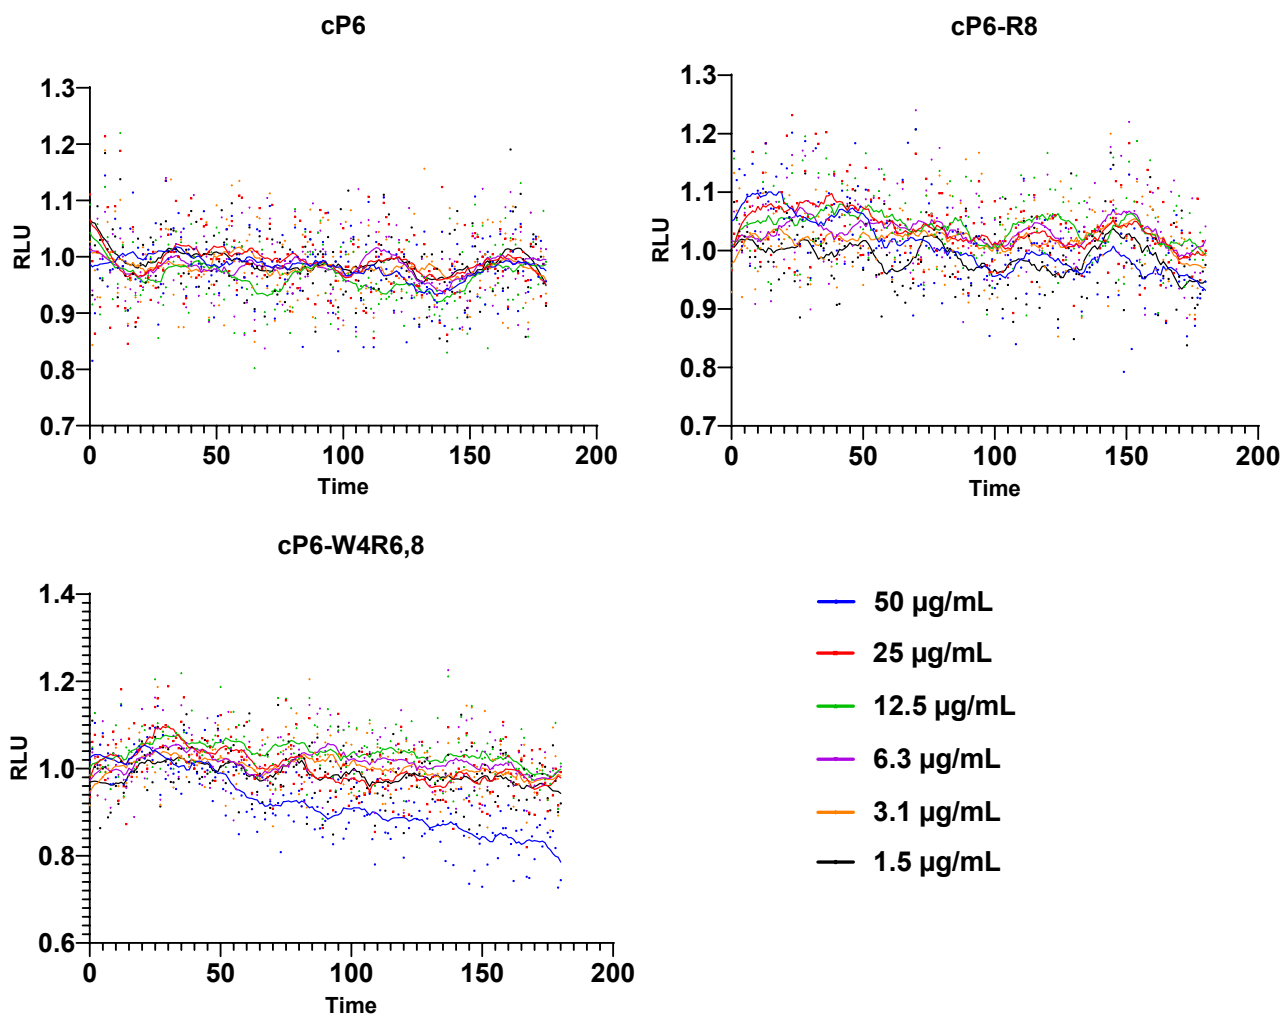 cP6
1.3
1.2
1.1
1.0
0.9
0.8
0.7
RLU
0 50 100 150 200
Time
cP6-R8
1.3
1.2
1.1
1.0
0.9
0.8
0.7
RLU
0 50 100 150 200
Time
cP6-W4R6,8
1.4
1.2
1.0
0.8
0.6
RLU
0 50 100 150 200
Time
50 µg/mL
25 µg/mL
12.5 µg/mL
6.3 µg/mL
3.1 µg/mL
1.5 µg/mL